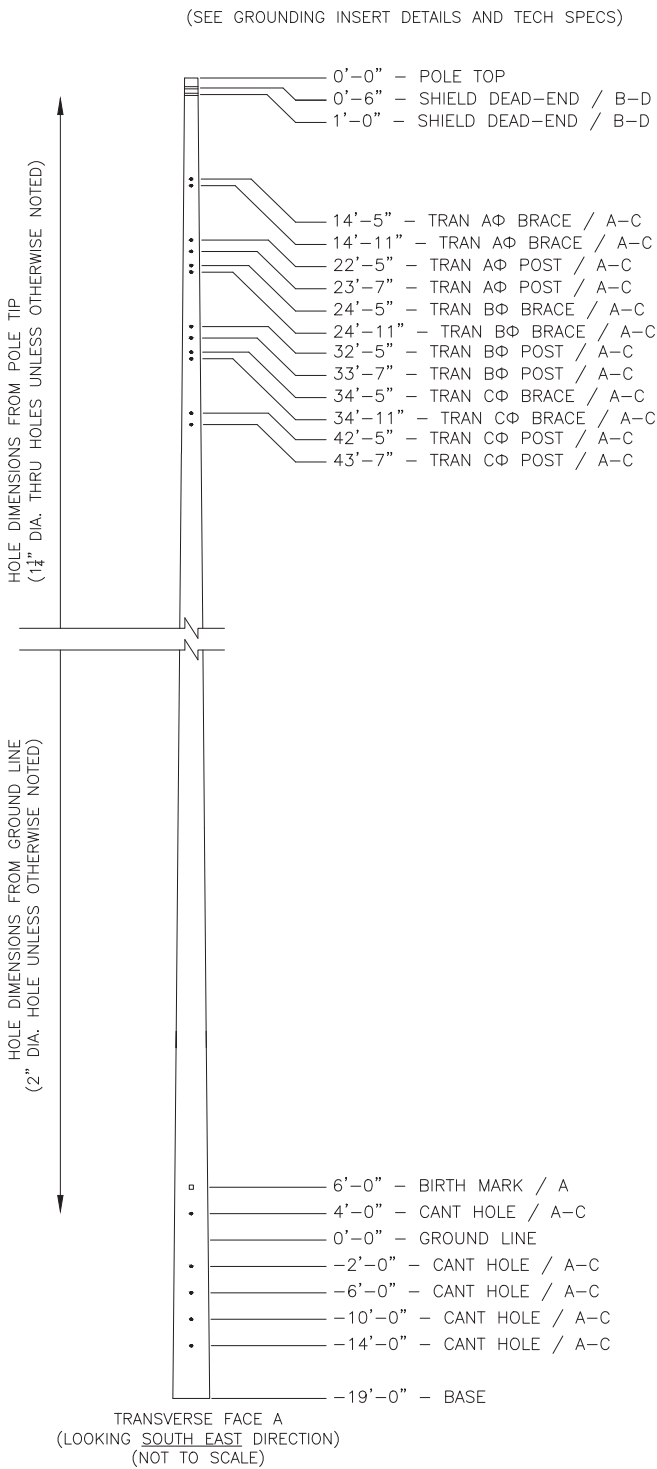 (SEE GROUNDING INSERT DETAILS AND TECH SPECS)
0'-0" - POLE TOP
0'-6" - SHIELD DEAD-END / B-D
1'-0" - SHIELD DEAD-END / B-D
14'-5" - TRAN AΦ BRACE / A-C
14'-11" - TRAN AΦ BRACE / A-C
22'-5" - TRAN AΦ POST / A-C
23'-7" - TRAN AΦ POST / A-C
24'-5" - TRAN BΦ BRACE / A-C
24'-11" - TRAN BΦ BRACE / A-C
32'-5" - TRAN BΦ POST / A-C
33'-7" - TRAN BΦ POST / A-C
34'-5" - TRAN CΦ BRACE / A-C
34'-11" - TRAN CΦ BRACE / A-C
42'-5" - TRAN CΦ POST / A-C
43'-7" - TRAN CΦ POST / A-C
HOLE DIMENSIONS FROM POLE TIP
(1¼" DIA. THRU HOLES UNLESS OTHERWISE NOTED)
HOLE DIMENSIONS FROM GROUND LINE
(2" DIA. HOLE UNLESS OTHERWISE NOTED)
6'-0" - BIRTH MARK / A
4'-0" - CANT HOLE / A-C
0'-0" - GROUND LINE
-2'-0" - CANT HOLE / A-C
-6'-0" - CANT HOLE / A-C
-10'-0" - CANT HOLE / A-C
-14'-0" - CANT HOLE / A-C
-19'-0" - BASE
TRANSVERSE FACE A
(LOOKING SOUTH EAST DIRECTION)
(NOT TO SCALE)